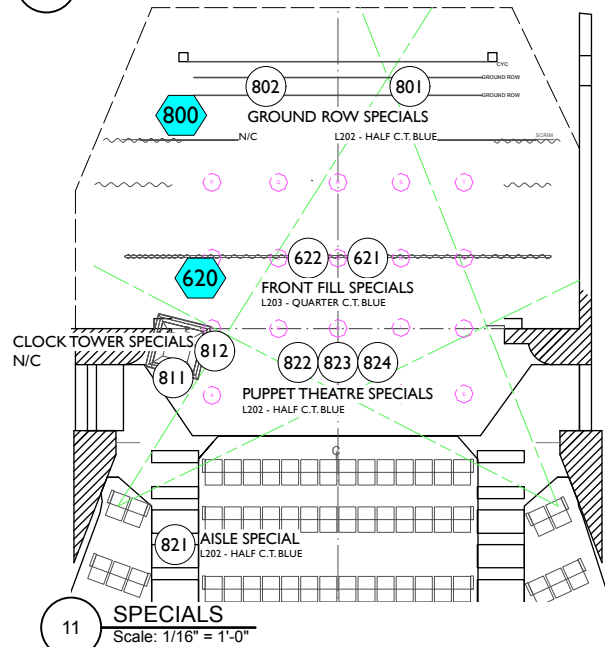 CYC
802
801
GROUND ROW
GROUND ROW
800
GROUND ROW SPECIALS
N/C
L202 - HALF C.T. BLUE
SCRIM
622
621
620
FRONT FILL SPECIALS
L203 - QUARTER C.T. BLUE
CLOCK TOWER SPECIALS
N/C
812
811
822
823
824
PUPPET THEATRE SPECIALS
L202 - HALF C.T. BLUE
C
821
AISLE SPECIAL
L202 - HALF C.T. BLUE
11
SPECIALS
Scale: 1/16" = 1'-0"